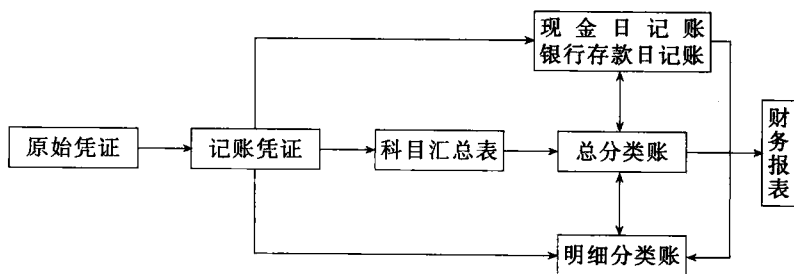 现金日记账
银行存款日记账
原始凭证
记账凭证
科目汇总表
总分类账
财务报表
明细分类账